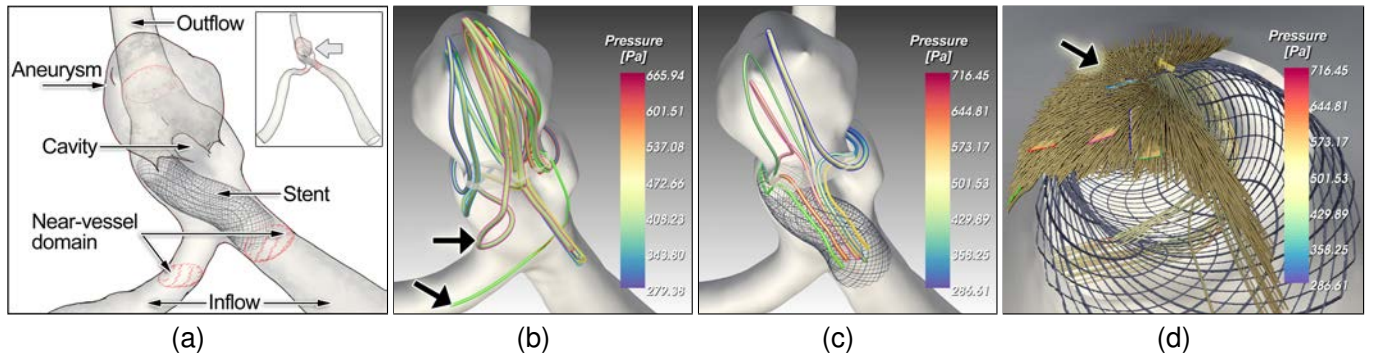 Outflow
Aneurysm
Cavity
Stent
Near-vessel
domain
Inflow
(a)
Pressure
[Pa]
665.94
601.51
537.08
472.66
408.23
343.80
279.38
(b)
Pressure
[Pa]
716.45
644.81
573.17
501.53
429.89
358.25
286.61
(c)
Pressure
[Pa]
716.45
644.81
573.17
501.53
429.89
358.25
286.61
(d)